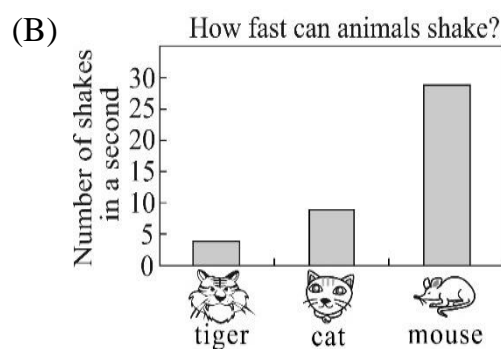 (B)
How fast can animals shake?
Number of shakes
in a second
30
25
20
15
10
5
0
tiger
cat
mouse